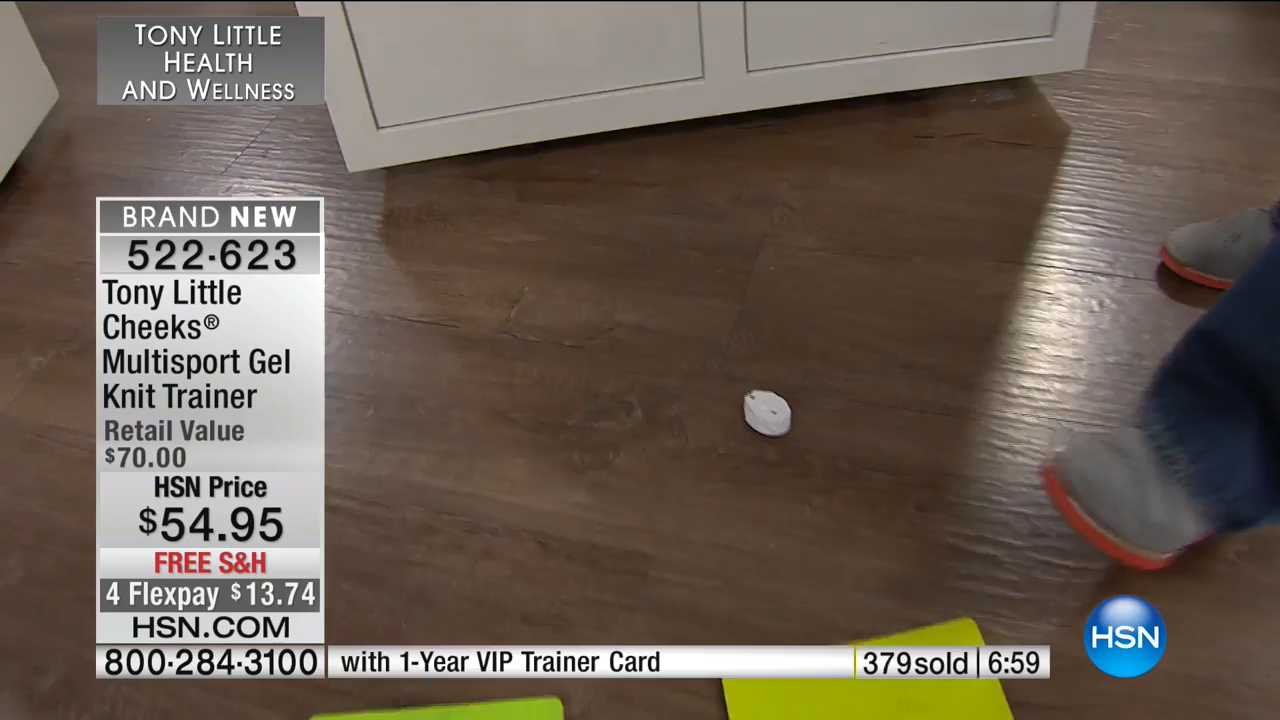 TONY LITTLE
HEALTH
AND WELLNESS
BRAND NEW
522·623
Tony Little
Cheeks®
Multisport Gel
Knit Trainer
Retail Value
$70.00
HSN Price
$54.95
FREE S&H
4 Flexpay $13.74
HSN.COM
800·284·3100
with 1-Year VIP Trainer Card
379 sold | 6:59
HSN